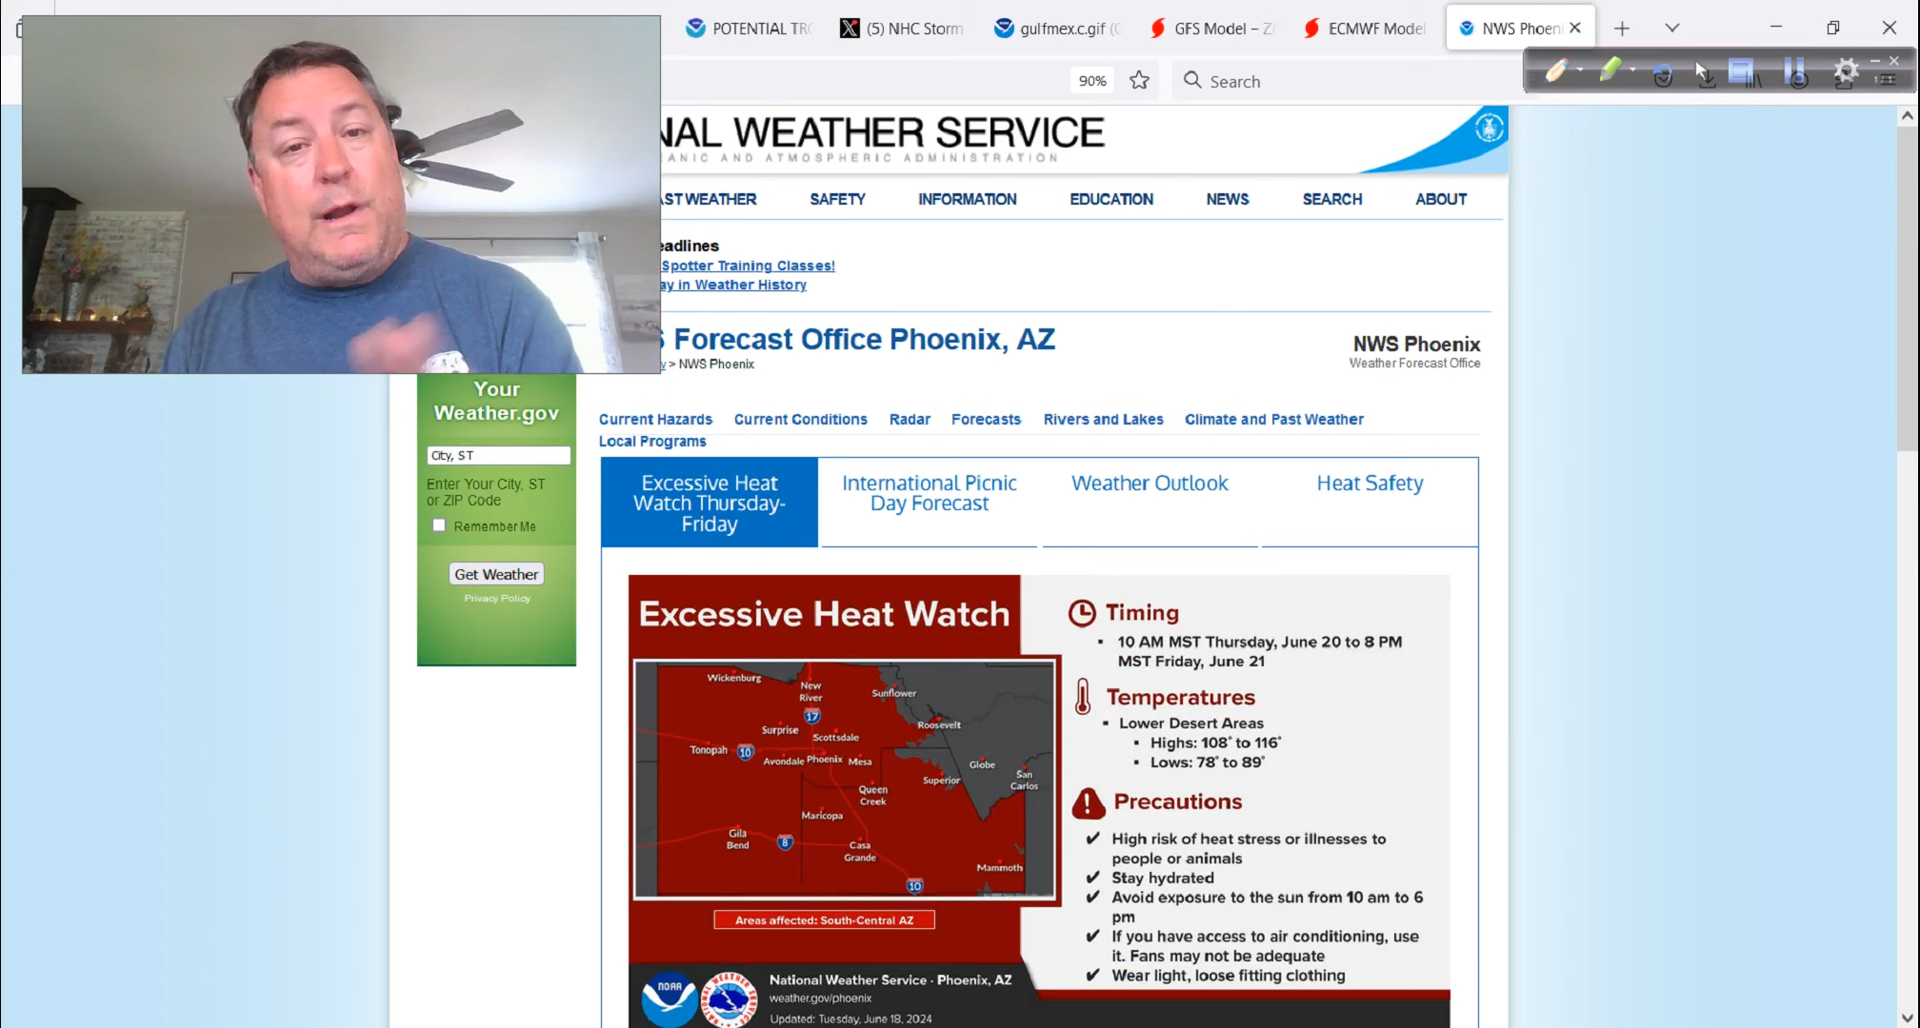 POTENTIAL TRO
(5) NHC Storm
gulfmex.c.gif (
GFS Model – Z
ECMWF Model
NWS Phoeni
90%
Search
NAL WEATHER SERVICE
EANIC AND ATMOSPHERIC ADMINISTRATION
AST WEATHER
SAFETY
INFORMATION
EDUCATION
NEWS
SEARCH
ABOUT
eadlines
Spotter Training Classes!
ay in Weather History
S Forecast Office Phoenix, AZ
> NWS Phoenix
NWS Phoenix
Weather Forecast Office
Your
Weather.gov
City, ST
Enter Your City, ST
or ZIP Code
Remember Me
Get Weather
Privacy Policy
Current Hazards
Current Conditions
Radar
Forecasts
Rivers and Lakes
Climate and Past Weather
Local Programs
Excessive Heat
Watch Thursday-
Friday
International Picnic
Day Forecast
Weather Outlook
Heat Safety
Excessive Heat Watch
Wickenburg
New
River
Sunflower
17
Surprise
Scottsdale
Roosevelt
Tonopah
10
Avondale
Phoenix
Mesa
Globe
San
Carlos
Superior
Queen
Creek
Maricopa
Gila
Bend
8
Casa
Grande
Mammoth
10
Areas affected: South-Central AZ
Timing
10 AM MST Thursday, June 20 to 8 PM
MST Friday, June 21
Temperatures
Lower Desert Areas
Highs: 108° to 116°
Lows: 78° to 89°
Precautions
High risk of heat stress or illnesses to
people or animals
Stay hydrated
Avoid exposure to the sun from 10 am to 6
pm
If you have access to air conditioning, use
it. Fans may not be adequate
Wear light, loose fitting clothing
NOAA
NATIONAL WEATHER SERVICE
National Weather Service - Phoenix, AZ
weather.gov/phoenix
Updated: Tuesday, June 18, 2024